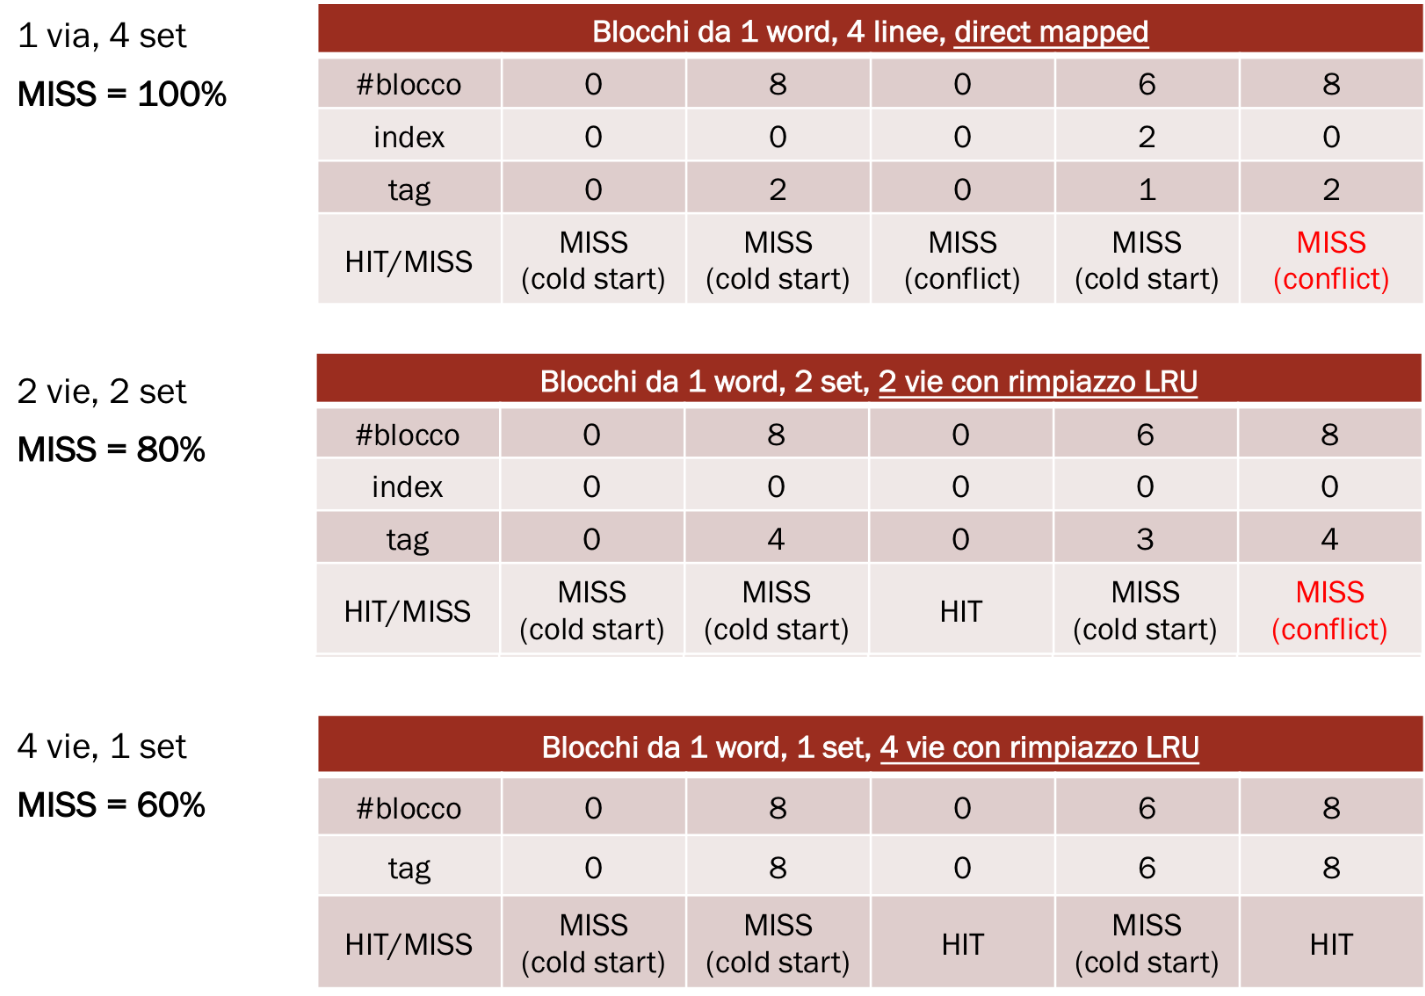 1 via, 4 set
MISS = 100%
Blocchi da 1 word, 4 linee, direct mapped
#blocco 0 8 0 6 8
index 0 0 0 2 0
tag 0 2 0 1 2
HIT/MISS MISS (cold start) MISS (cold start) MISS (conflict) MISS (cold start) MISS (conflict)
2 vie, 2 set
MISS = 80%
Blocchi da 1 word, 2 set, 2 vie con rimpiazzo LRU
#blocco 0 8 0 6 8
index 0 0 0 0 0
tag 0 4 0 3 4
HIT/MISS MISS (cold start) MISS (cold start) HIT MISS (cold start) MISS (conflict)
4 vie, 1 set
MISS = 60%
Blocchi da 1 word, 1 set, 4 vie con rimpiazzo LRU
#blocco 0 8 0 6 8
tag 0 8 0 6 8
HIT/MISS MISS (cold start) MISS (cold start) HIT MISS (cold start) HIT